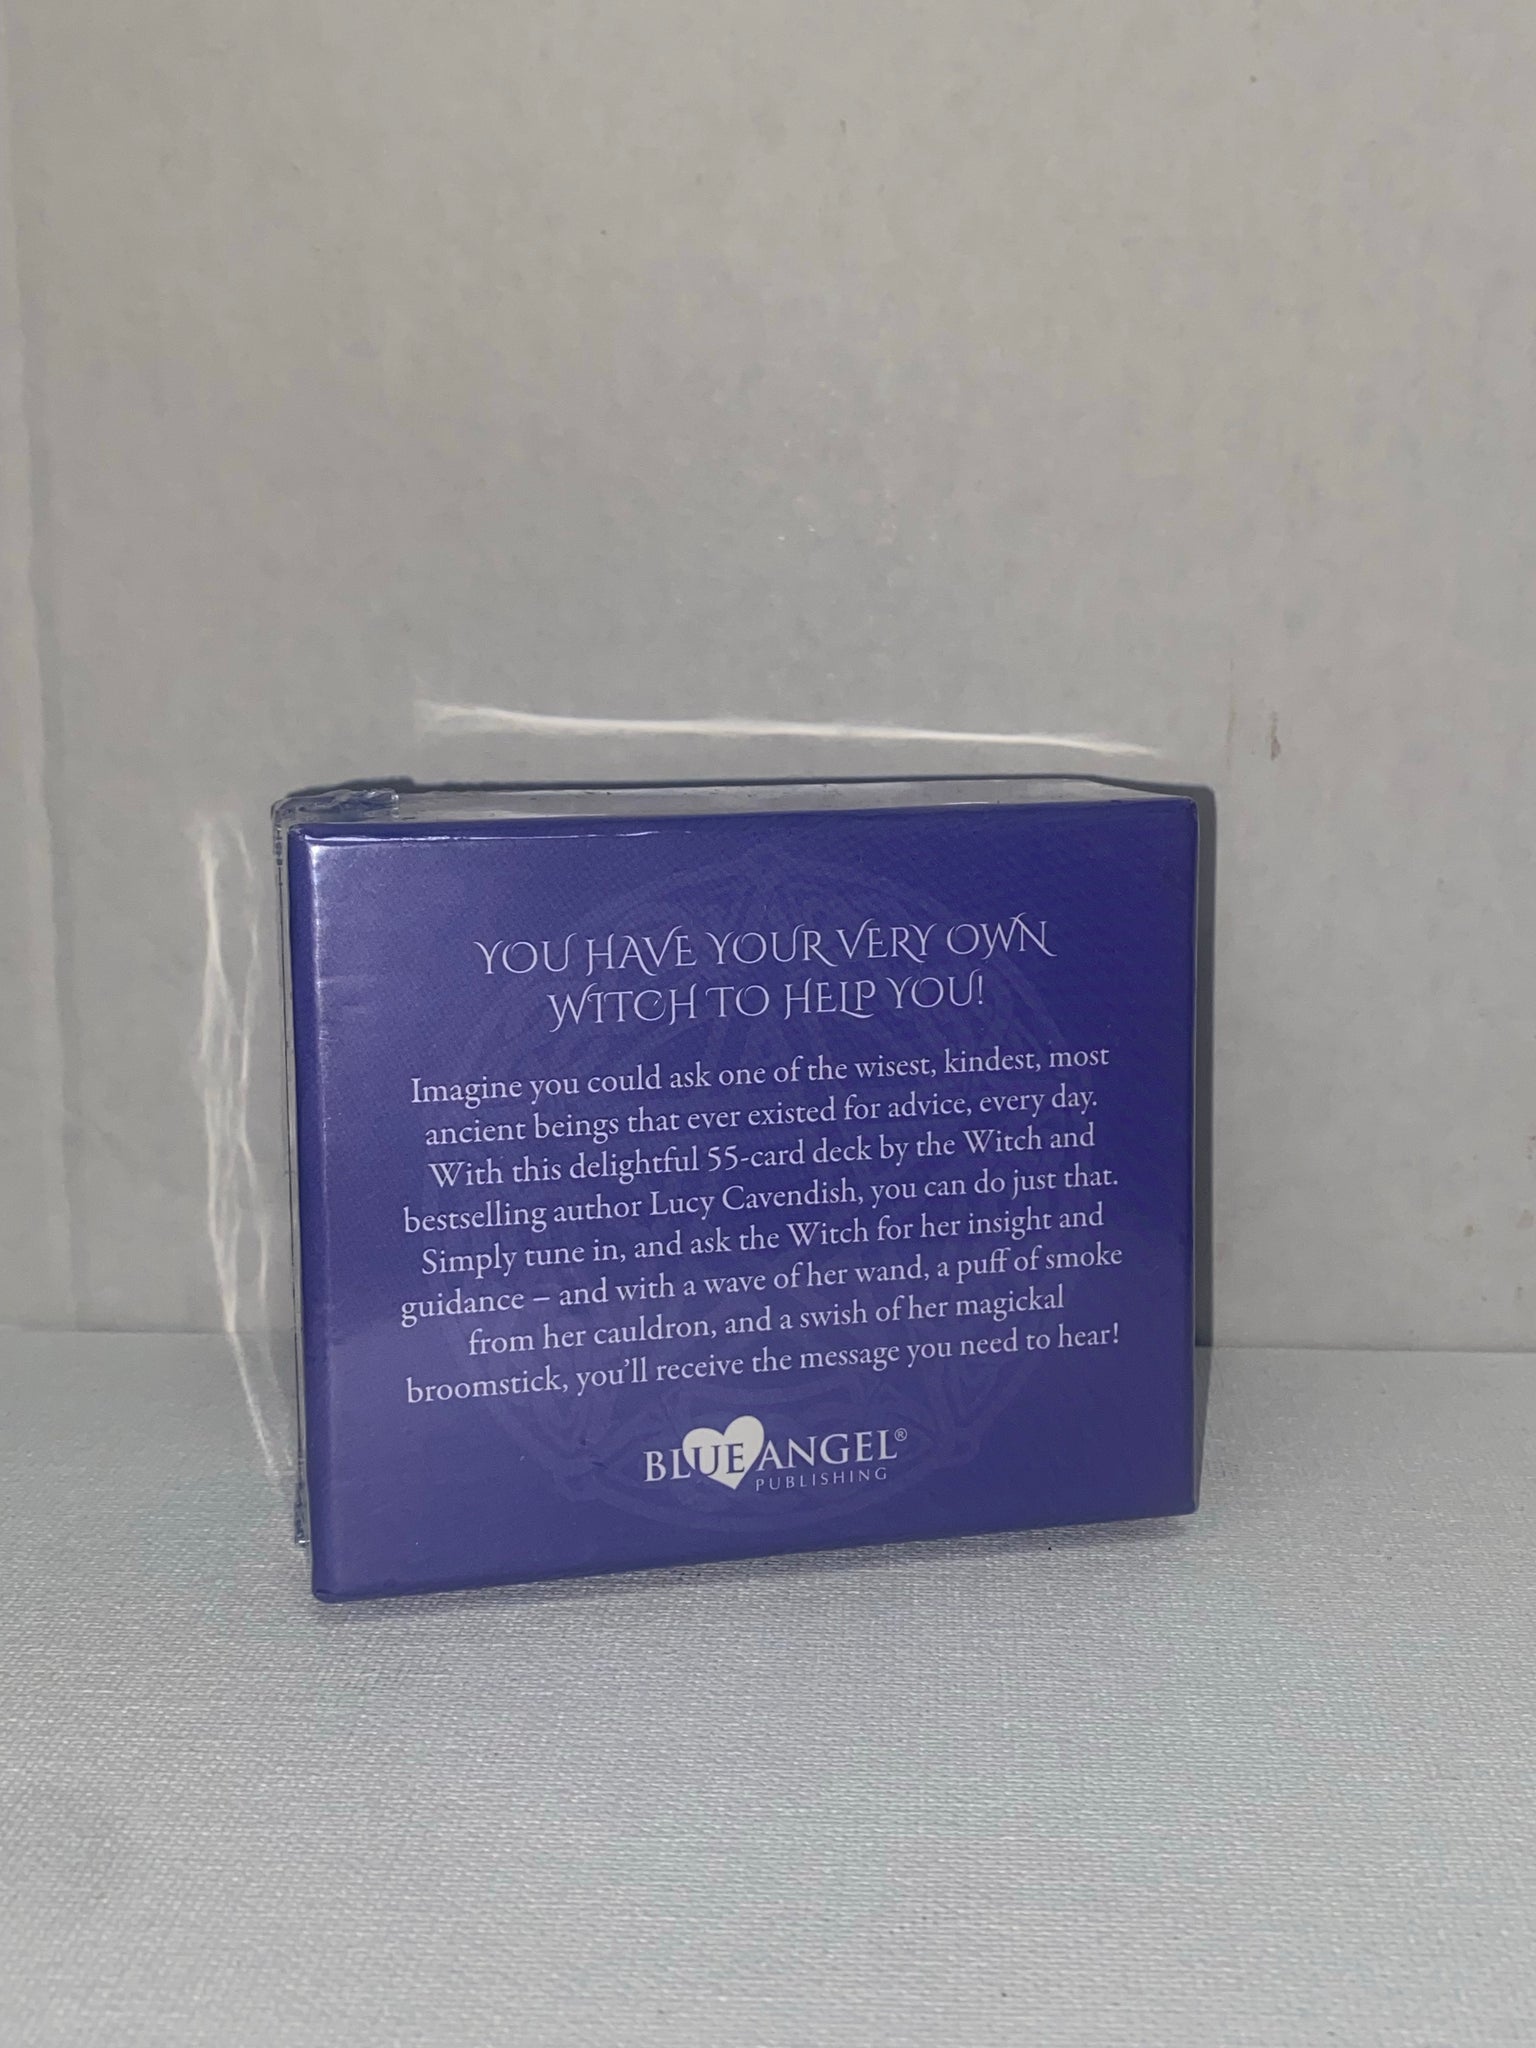 YOU HAVE YOUR VERY OWN
WITCH TO HELP YOU!
Imagine you could ask one of the wisest, kindest, most
ancient beings that ever existed for advice, every day.
With this delightful 55-card deck by the Witch and
bestselling author Lucy Cavendish, you can do just that.
Simply tune in, and ask the Witch for her insight and
guidance – and with a wave of her wand, a puff of smoke
from her cauldron, and a swish of her magickal
broomstick, you'll receive the message you need to hear!
BLUE ANGEL®
PUBLISHING